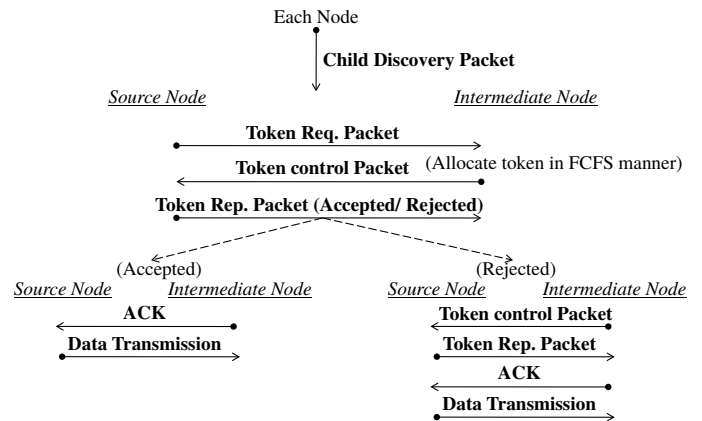 Each Node
Child Discovery Packet
Source Node Intermediate Node
Token Req. Packet
Token control Packet (Allocate token in FCFS manner)
Token Rep. Packet (Accepted/ Rejected)
(Accepted) (Rejected)
Source Node Intermediate Node Source Node Intermediate Node
ACK Token control Packet
Data Transmission Token Rep. Packet
ACK
Data Transmission